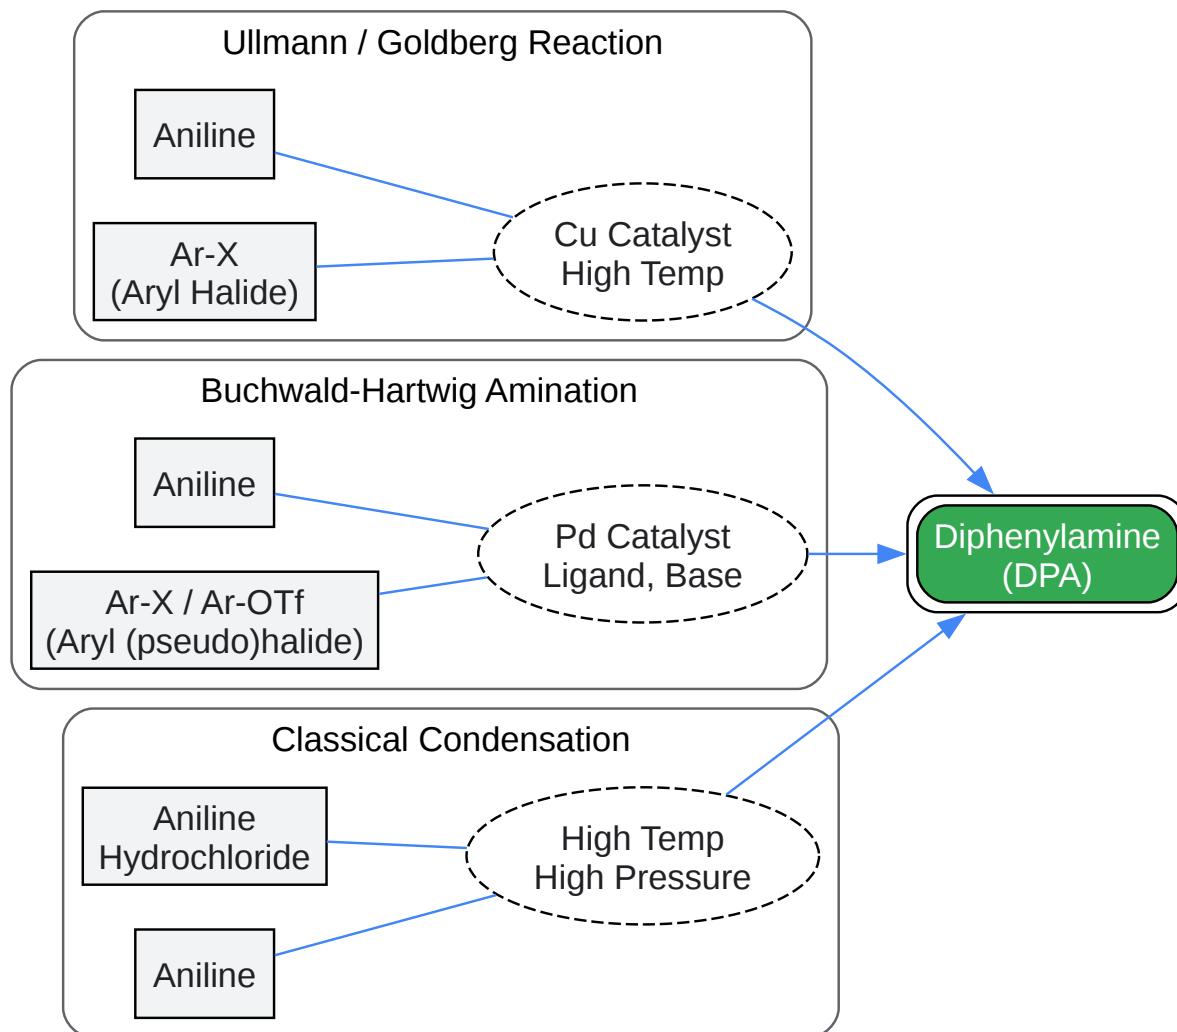 Ullmann / Goldberg Reaction
Aniline
Ar-X
(Aryl Halide)
Cu Catalyst
High Temp
Buchwald-Hartwig Amination
Aniline
Ar-X / Ar-OTf
(Aryl (pseudo)halide)
Pd Catalyst
Ligand, Base
Diphenylamine
(DPA)
Classical Condensation
Aniline
Hydrochloride
High Temp
High Pressure
Aniline